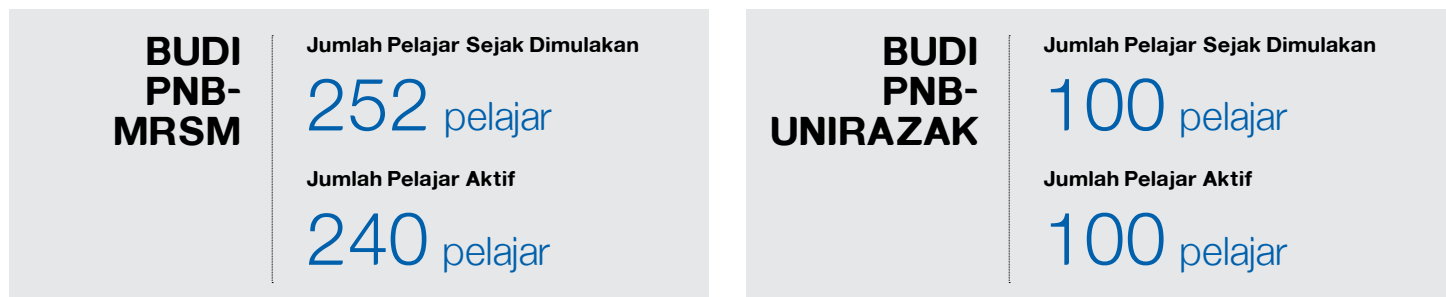 BUDI
PNB-
MRSM
Jumlah Pelajar Sejak Dimulakan
252 pelajar
Jumlah Pelajar Aktif
240 pelajar
BUDI
PNB-
UNIRAZAK
Jumlah Pelajar Sejak Dimulakan
100 pelajar
Jumlah Pelajar Aktif
100 pelajar